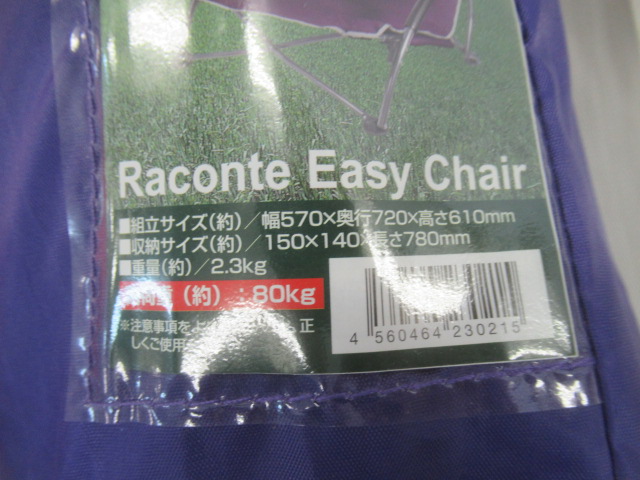 Raconte Easy Chair
■組立サイズ(約)/幅570×奥行720×高さ610mm
■収納サイズ(約)/150×140×長さ780mm
■重量(約)/2.3kg
(約):80kg
※注意事項を 正
しくご使用
4 560464 230215